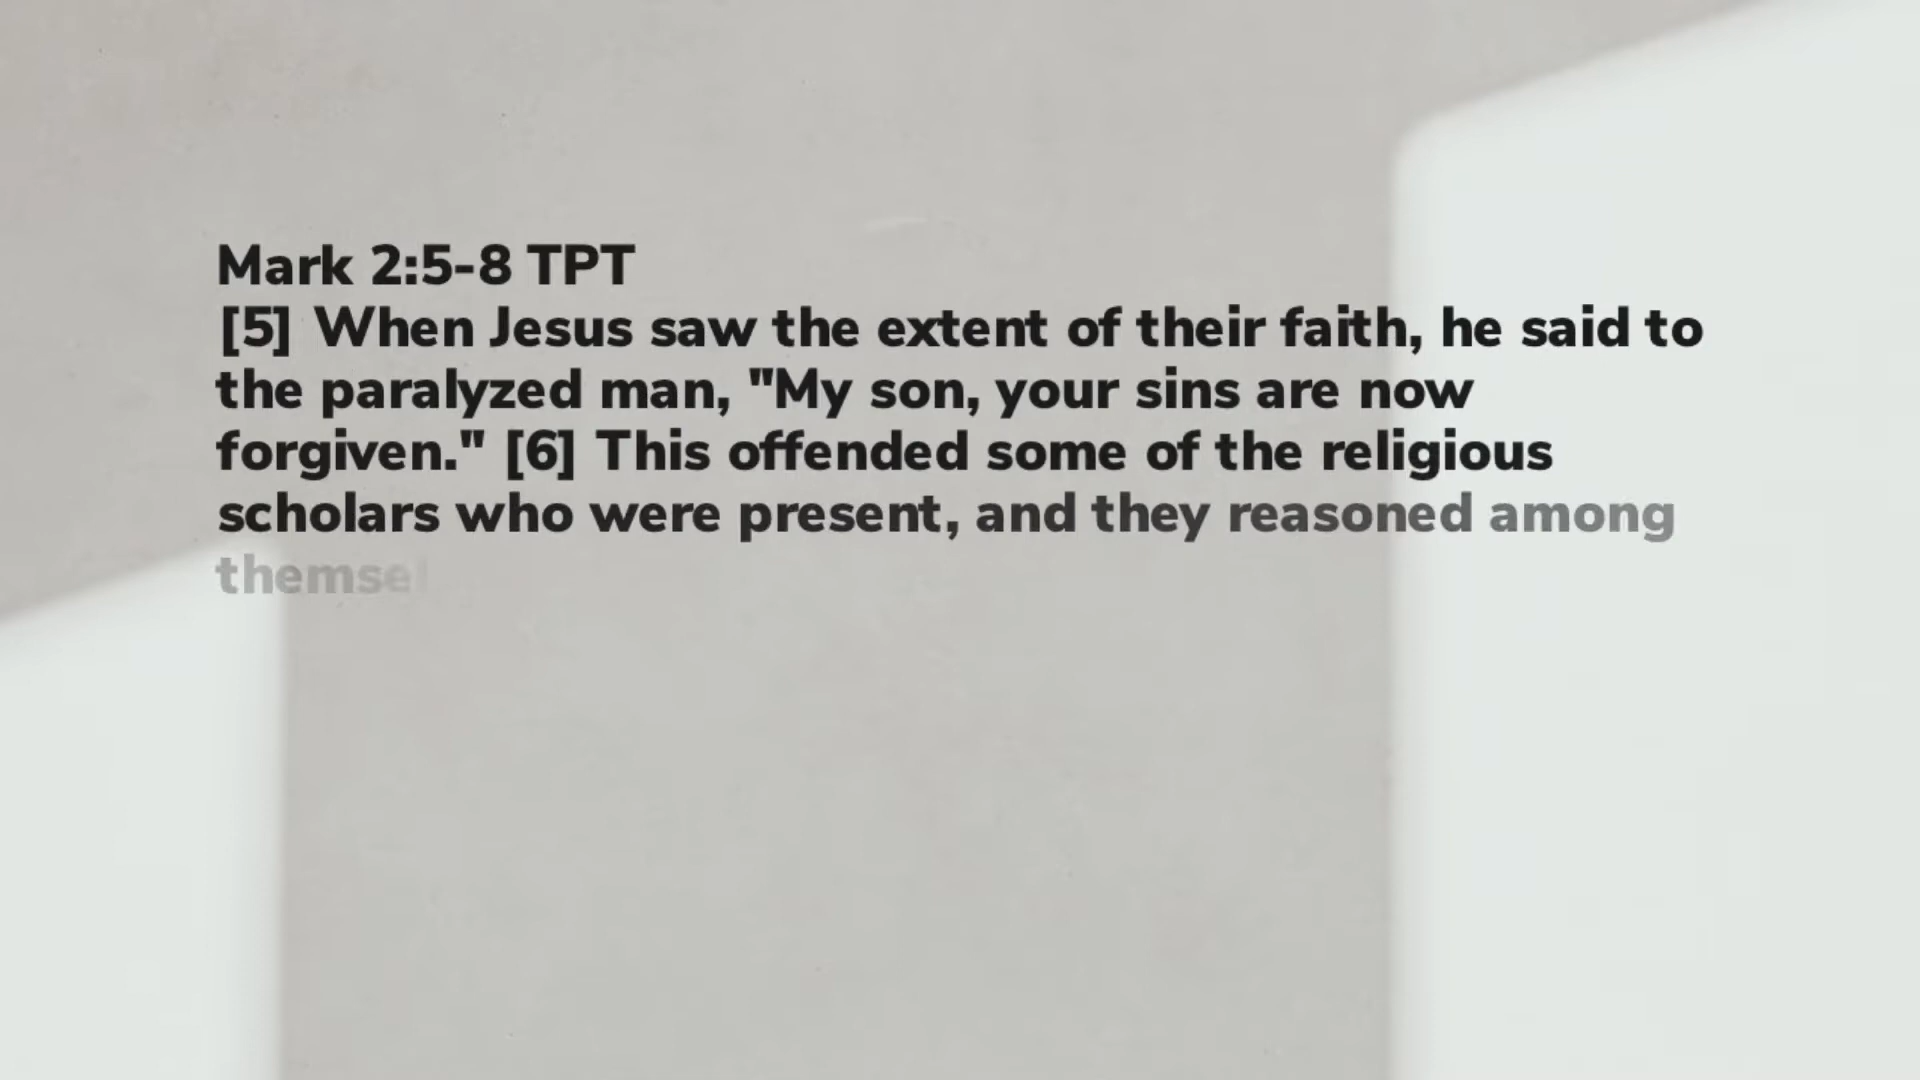 Mark 2:5-8 TPT
[5] When Jesus saw the extent of their faith, he said to
the paralyzed man, "My son, your sins are now
forgiven." [6] This offended some of the religious
scholars who were present, and they reasoned among
themsel